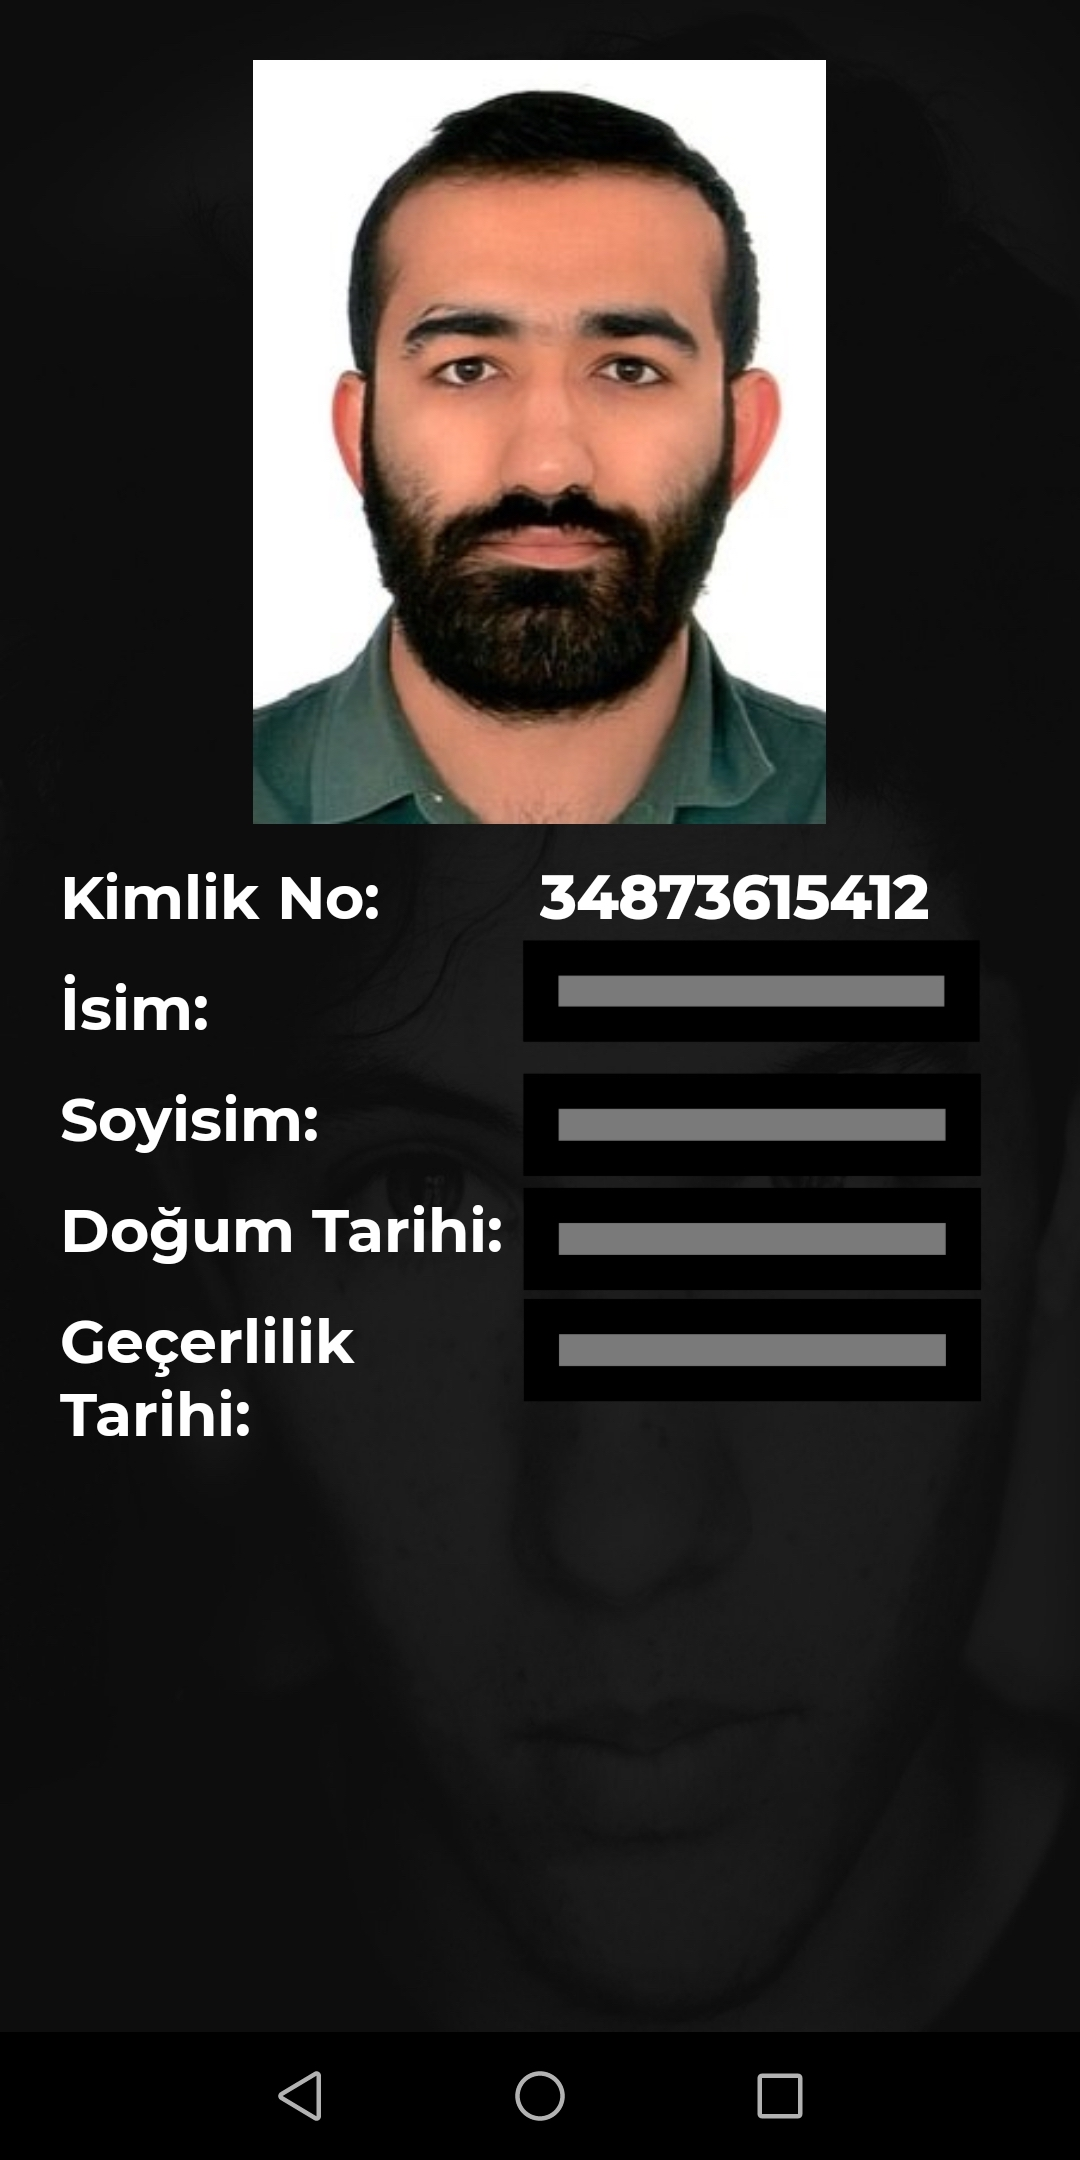 Kimlik No: 34873615412
İsim:
Soyisim:
Doğum Tarihi:
Geçerlilik
Tarihi: